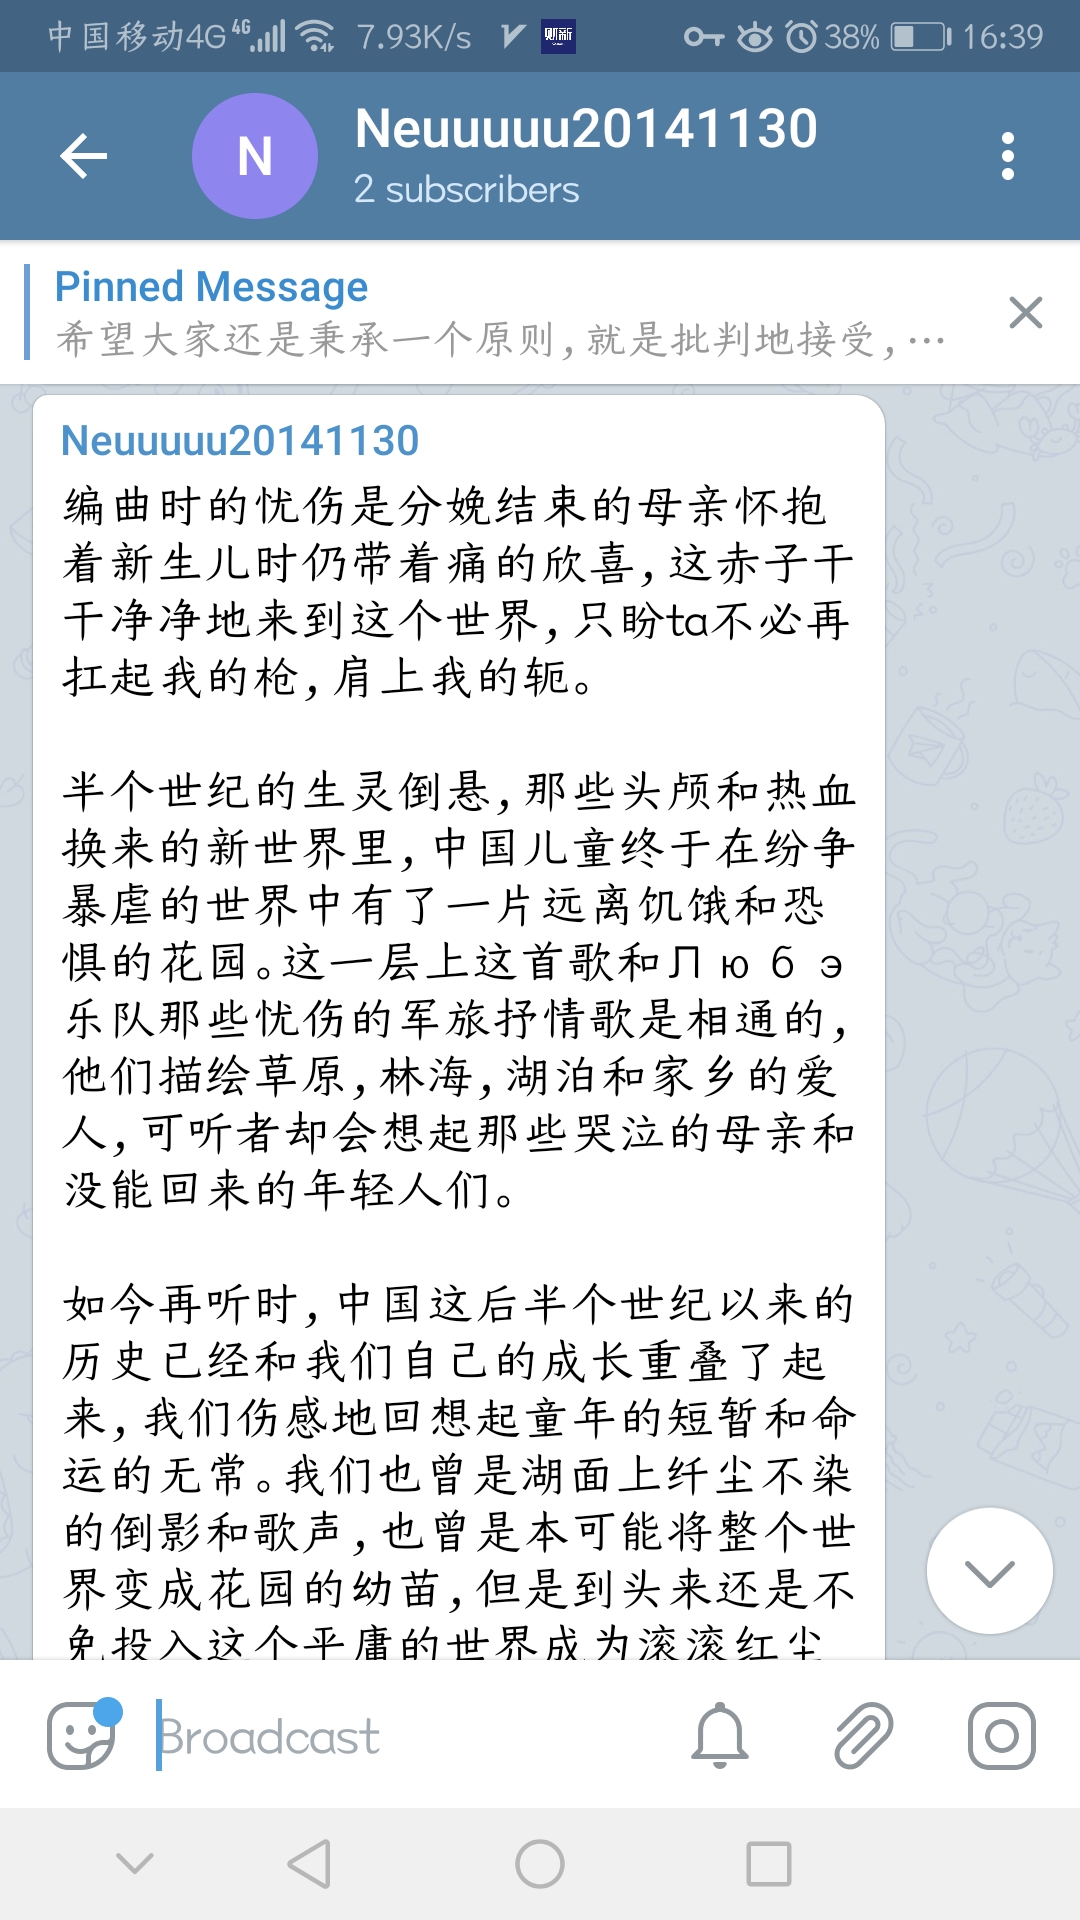 中国移动4G 4G 7.93K/s 财新 38% 16:39
N
Neuuuuu20141130
2 subscribers
Pinned Message
希望大家还是秉承一个原则,就是批判地接受,…
Neuuuuu20141130
编曲时的忧伤是分娩结束的母亲怀抱
着新生儿时仍带着痛的欣喜,这赤子干
干净净地来到这个世界,只盼ta不必再
扛起我的枪,肩上我的轭。
半个世纪的生灵倒悬,那些头颅和热血
换来的新世界里,中国儿童终于在纷争
暴虐的世界中有了一片远离饥饿和恐
惧的花园。这一层上这首歌和Л ю б э
乐队那些忧伤的军旅抒情歌是相通的,
他们描绘草原,林海,湖泊和家乡的爱
人,可听者却会想起那些哭泣的母亲和
没能回来的年轻人们。
如今再听时,中国这后半个世纪以来的
历史已经和我们自己的成长重叠了起
来,我们伤感地回想起童年的短暂和命
运的无常。我们也曾是湖面上纤尘不染
的倒影和歌声,也曾是本可能将整个世
界变成花园的幼苗,但是到头来还是不
免投入这个平庸的世界成为滚滚红尘
Broadcast